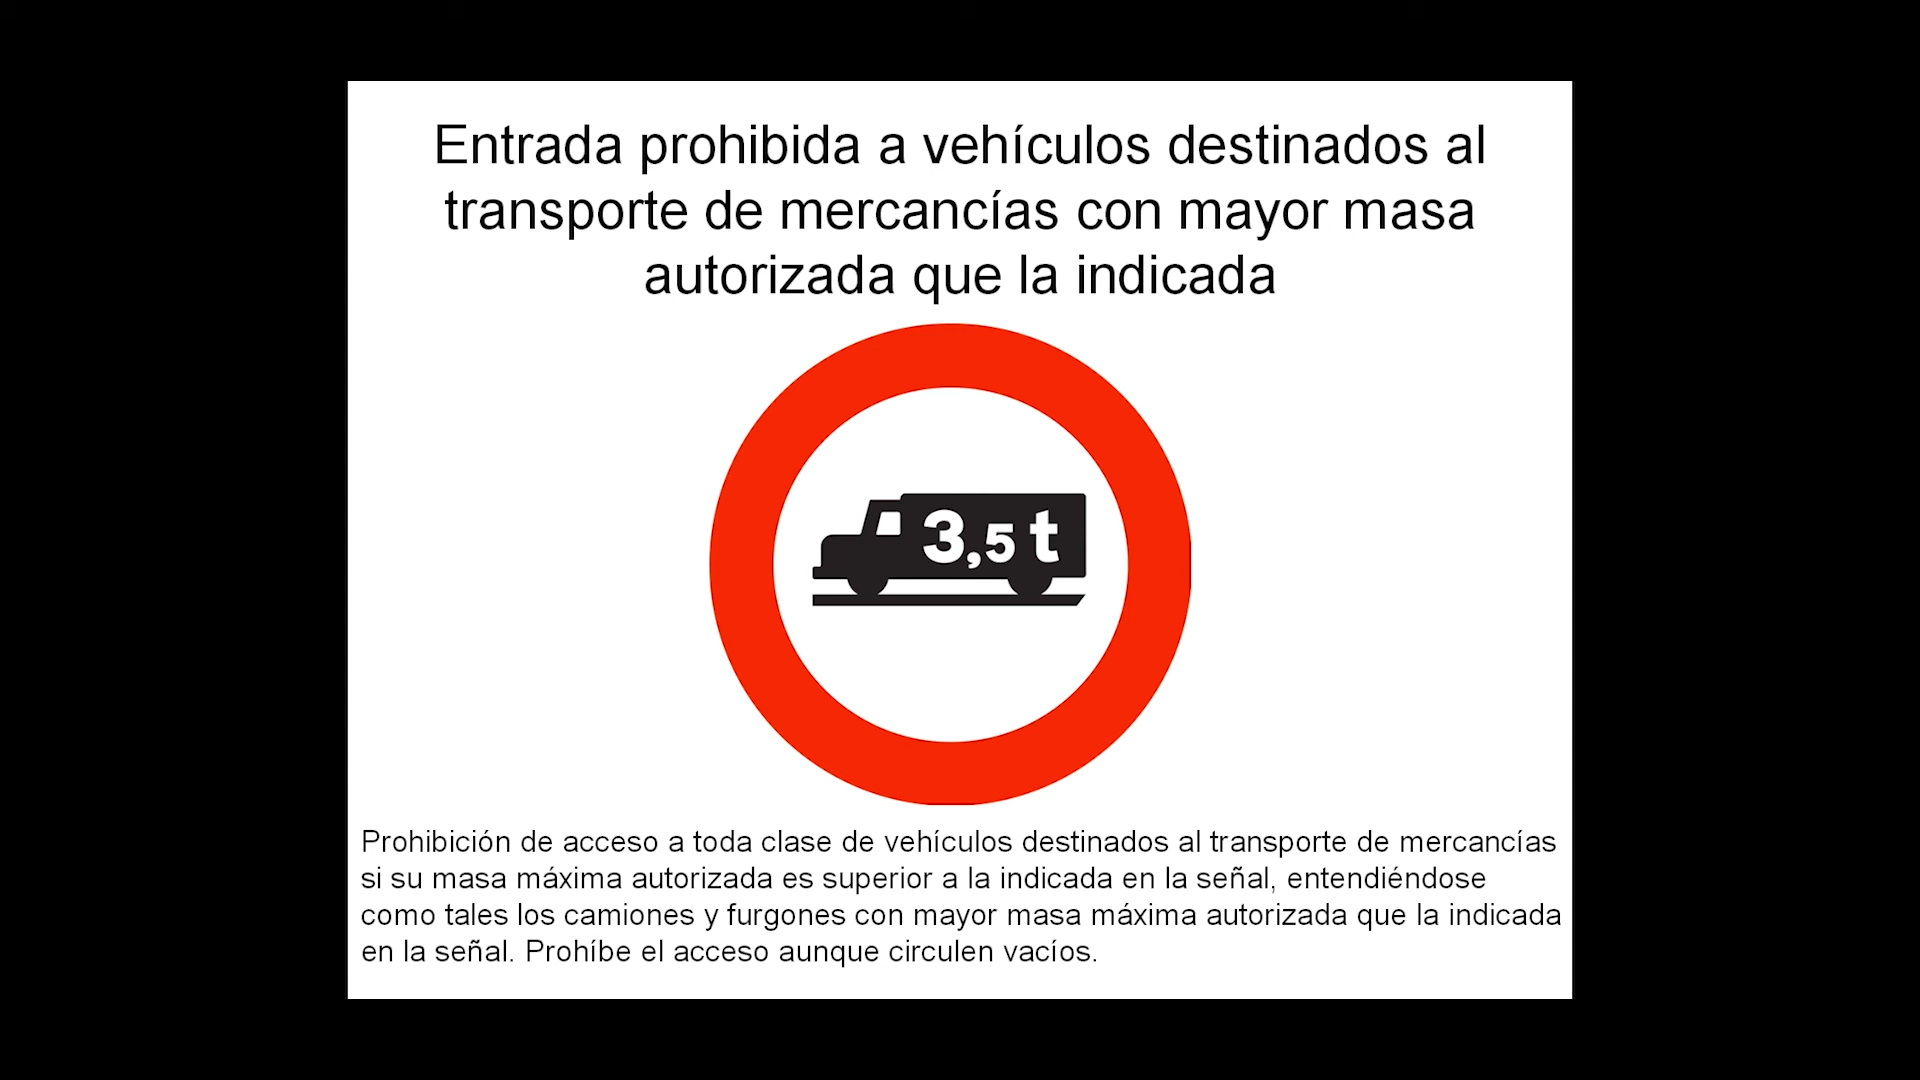 Entrada prohibida a vehículos destinados al
transporte de mercancías con mayor masa
autorizada que la indicada
3,5 t
Prohibición de acceso a toda clase de vehículos destinados al transporte de mercancías
si su masa máxima autorizada es superior a la indicada en la señal, entendiéndose
como tales los camiones y furgones con mayor masa máxima autorizada que la indicada
en la señal. Prohíbe el acceso aunque circulen vacíos.